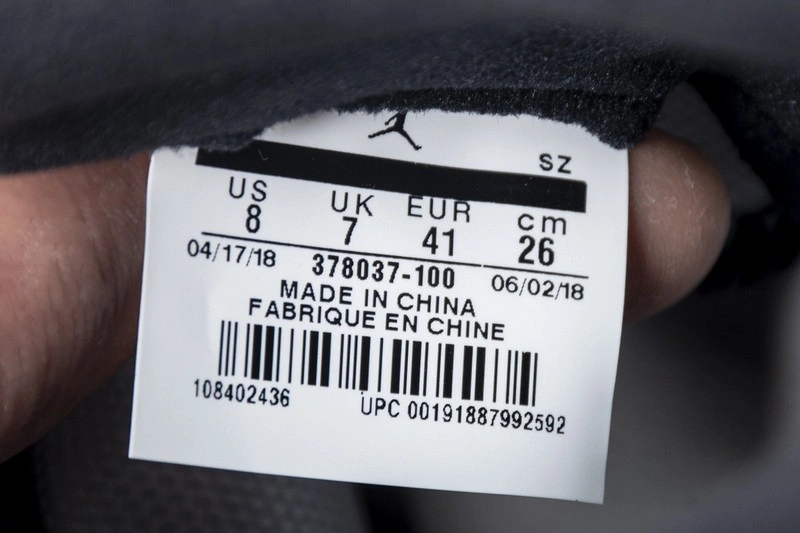 SZ
US UK EUR cm
8 7 41 26
04/17/18 378037-100 06/02/18
MADE IN CHINA
FABRIQUE EN CHINE
108402436 UPC 00191887992592